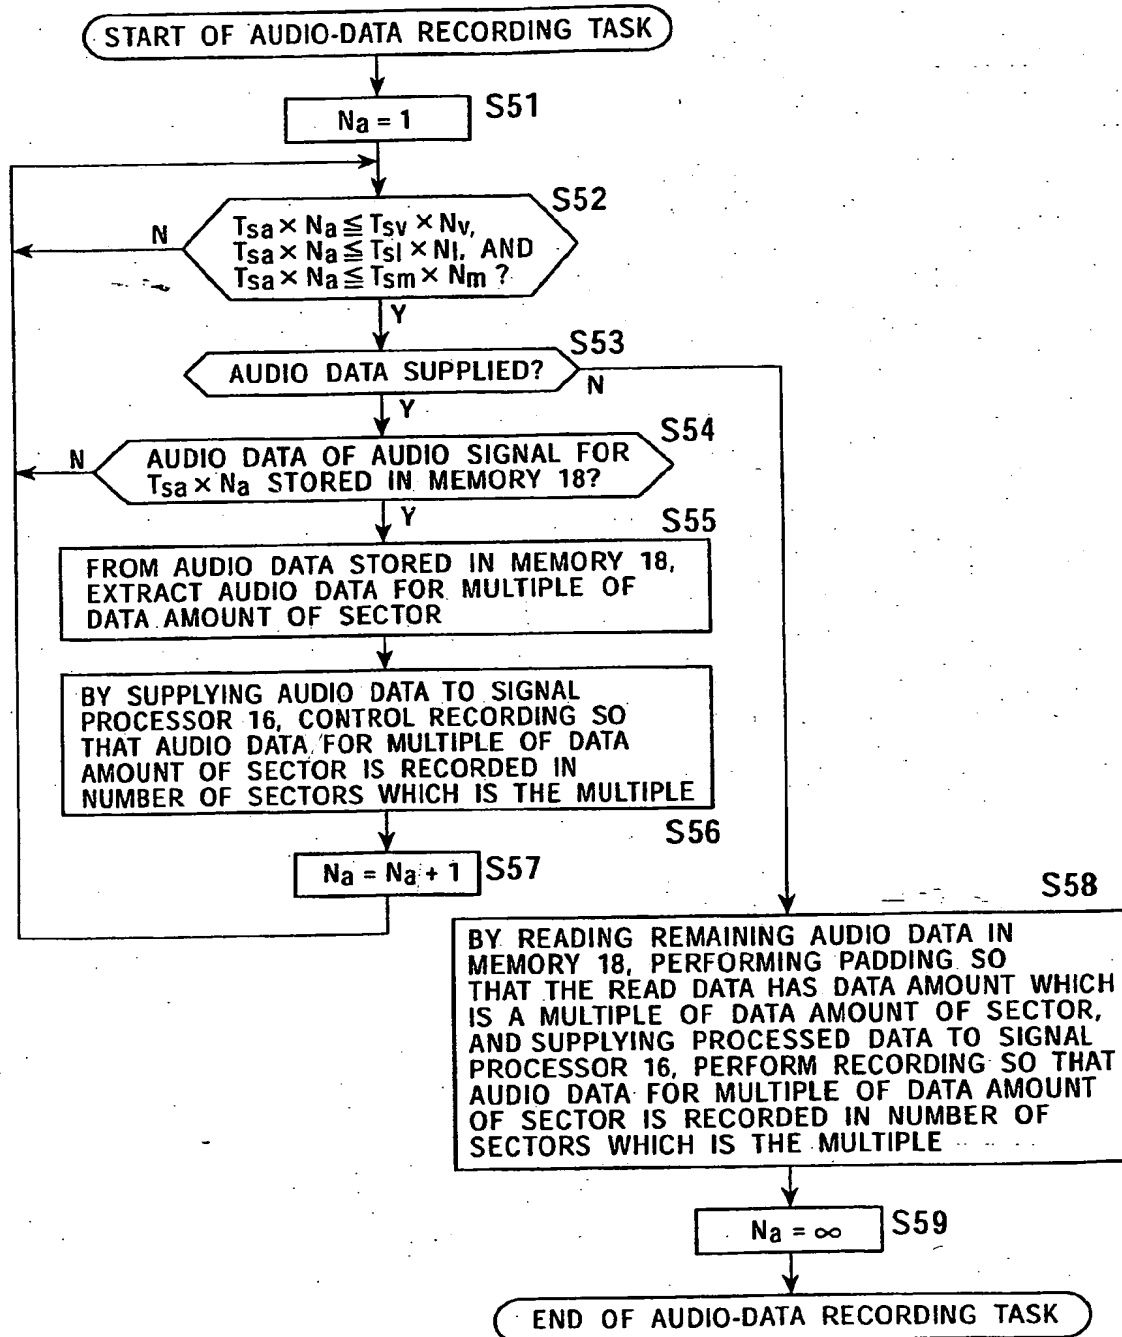 START OF AUDIO-DATA RECORDING TASK
S51
Na = 1
S52
Tsa × Na ≦ Tsv × Nv,
Tsa × Na ≦ Tsl × Nl, AND
Tsa × Na ≦ Tsm × Nm ?
N
Y
S53
AUDIO DATA SUPPLIED?
N
Y
S54
AUDIO DATA OF AUDIO SIGNAL FOR
Tsa × Na STORED IN MEMORY 18?
N
Y
S55
FROM AUDIO DATA STORED IN MEMORY 18,
EXTRACT AUDIO DATA FOR MULTIPLE OF
DATA AMOUNT OF SECTOR
BY SUPPLYING AUDIO DATA TO SIGNAL
PROCESSOR 16, CONTROL RECORDING SO
THAT AUDIO DATA FOR MULTIPLE OF DATA
AMOUNT OF SECTOR IS RECORDED IN
NUMBER OF SECTORS WHICH IS THE MULTIPLE
S56
Na = Na + 1
S57
S58
BY READING REMAINING AUDIO DATA IN
MEMORY 18, PERFORMING PADDING SO
THAT THE READ DATA HAS DATA AMOUNT WHICH
IS A MULTIPLE OF DATA AMOUNT OF SECTOR,
AND SUPPLYING PROCESSED DATA TO SIGNAL
PROCESSOR 16, PERFORM RECORDING SO THAT
AUDIO DATA FOR MULTIPLE OF DATA AMOUNT
OF SECTOR IS RECORDED IN NUMBER OF
SECTORS WHICH IS THE MULTIPLE
S59
Na = ∞
END OF AUDIO-DATA RECORDING TASK